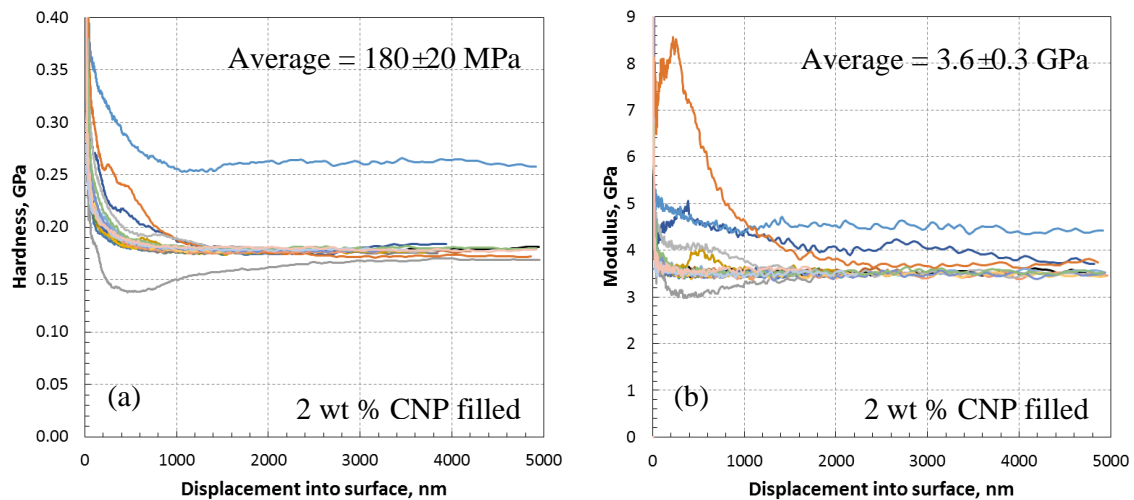 Average = 180±20 MPa
Hardness, GPa
0.40
0.35
0.30
0.25
0.20
0.15
0.10
0.05
0.00
(a)
2 wt % CNP filled
0 1000 2000 3000 4000 5000
Displacement into surface, nm
Average = 3.6±0.3 GPa
Modulus, GPa
9
8
7
6
5
4
3
2
1
0
(b)
2 wt % CNP filled
0 1000 2000 3000 4000 5000
Displacement into surface, nm